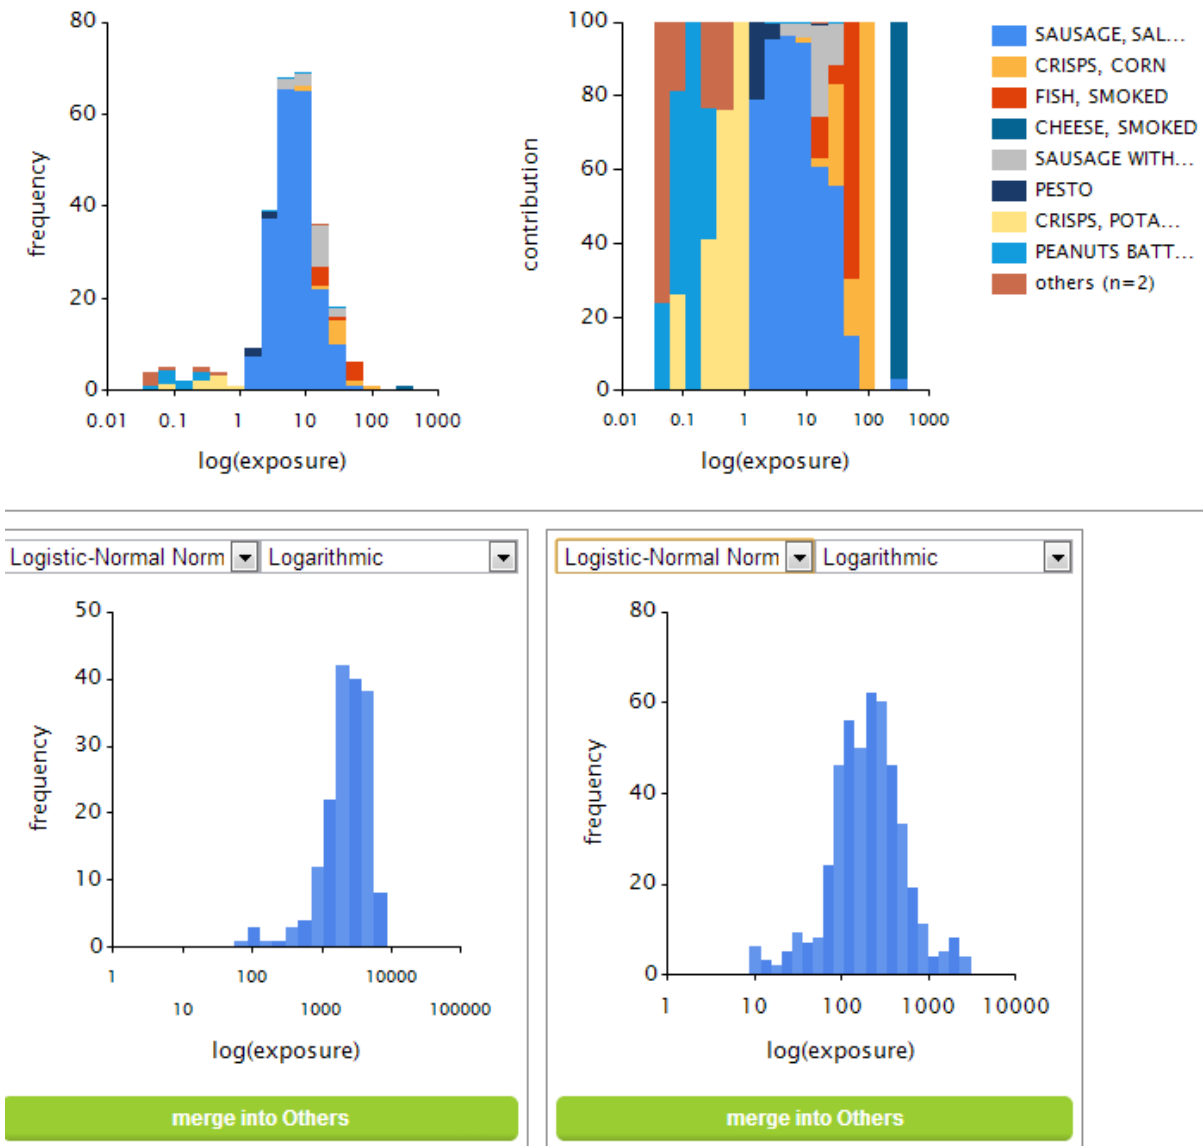 80
60
40
20
0
frequency
0.01 0.1 1 10 100 1000
log(exposure)
100
80
60
40
20
0
contribution
0.01 0.1 1 10 100 1000
log(exposure)
SAUSAGE, SAL...
CRISPS, CORN
FISH, SMOKED
CHEESE, SMOKED
SAUSAGE WITH...
PESTO
CRISPS, POTA...
PEANUTS BATT...
others (n=2)
Logistic-Normal Norm Logarithmic
50
40
30
20
10
0
frequency
1 100 10000
10 1000 100000
log(exposure)
merge into Others
Logistic-Normal Norm Logarithmic
80
60
40
20
0
frequency
1 10 100 1000 10000
log(exposure)
merge into Others